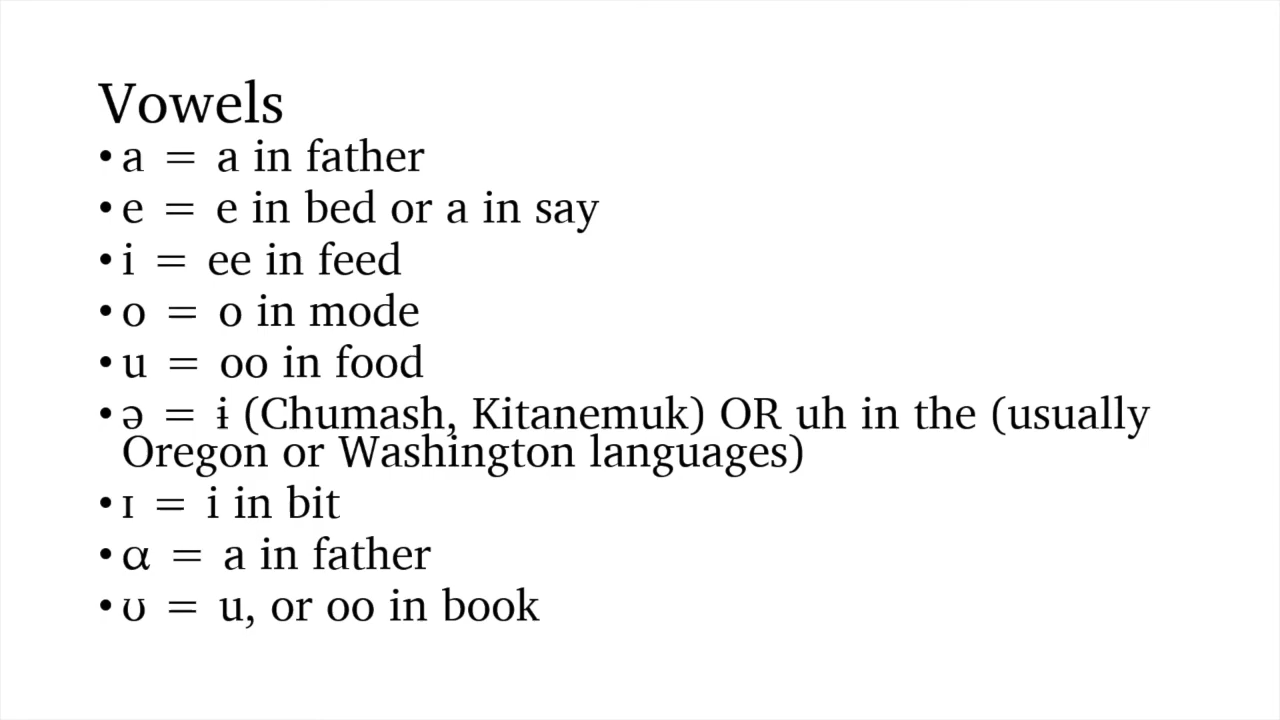 Vowels
• a = a in father
• e = e in bed or a in say
• i = ee in feed
• o = o in mode
• u = oo in food
• ə = ɨ (Chumash, Kitanemuk) OR uh in the (usually
Oregon or Washington languages)
• ɪ = i in bit
• ɑ = a in father
• ʊ = u, or oo in book